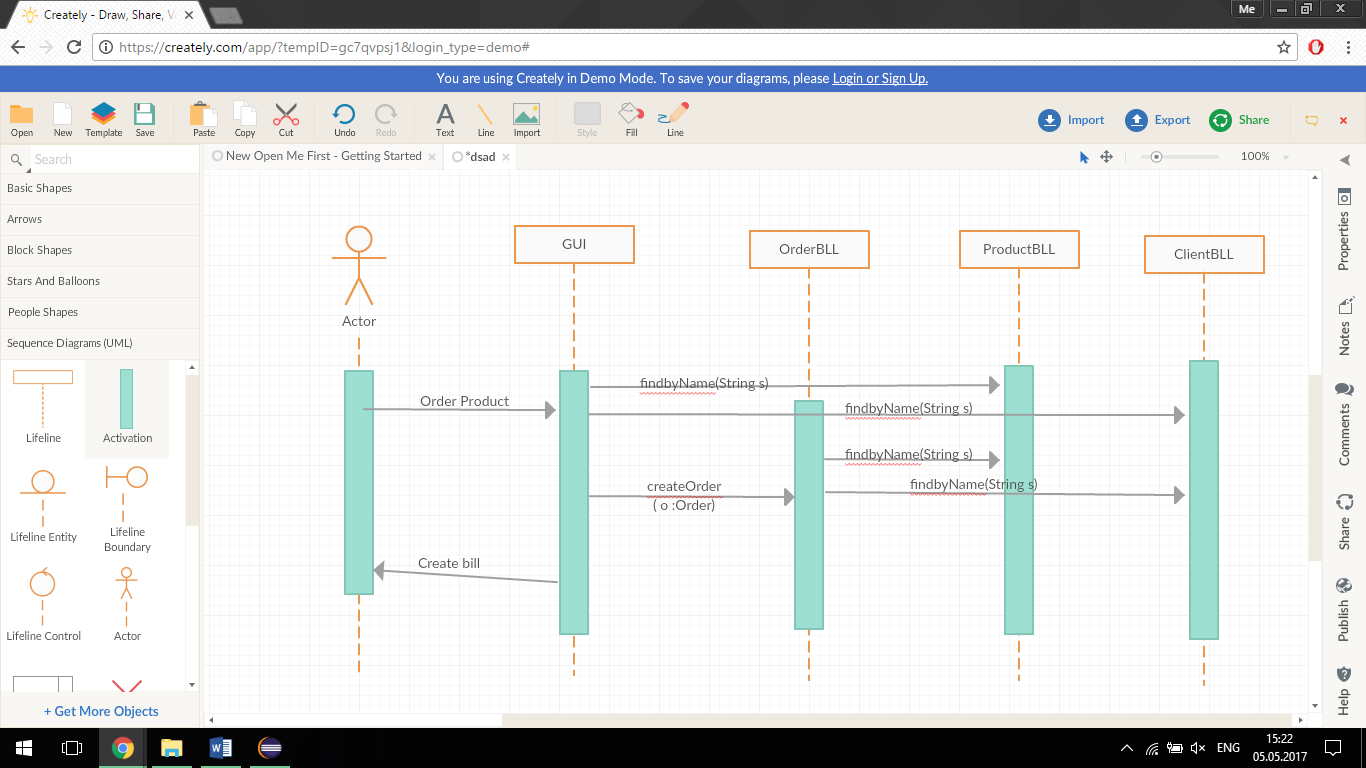 Creately - Draw, Share, V
Me
https://creately.com/app/?tempID=gc7qvpsj1&login_type=demo#
You are using Creately in Demo Mode. To save your diagrams, please Login or Sign Up.
Open New Template Save Paste Copy Cut Undo Redo Text Line Import Style Fill Line
Import Export Share
Search
New Open Me First - Getting Started
*dsad
100%
Basic Shapes
Arrows
Block Shapes
Stars And Balloons
People Shapes
Sequence Diagrams (UML)
Lifeline
Activation
Lifeline Entity
Lifeline
Boundary
Lifeline Control
Actor
+ Get More Objects
GUI
OrderBLL
ProductBLL
ClientBLL
Actor
findbyName(String s)
Order Product
findbyName(String s)
findbyName(String s)
findbyName(String s)
createOrder
( o :Order)
Create bill
Properties
Notes
Comments
Share
Publish
Help
ENG
15:22
05.05.2017